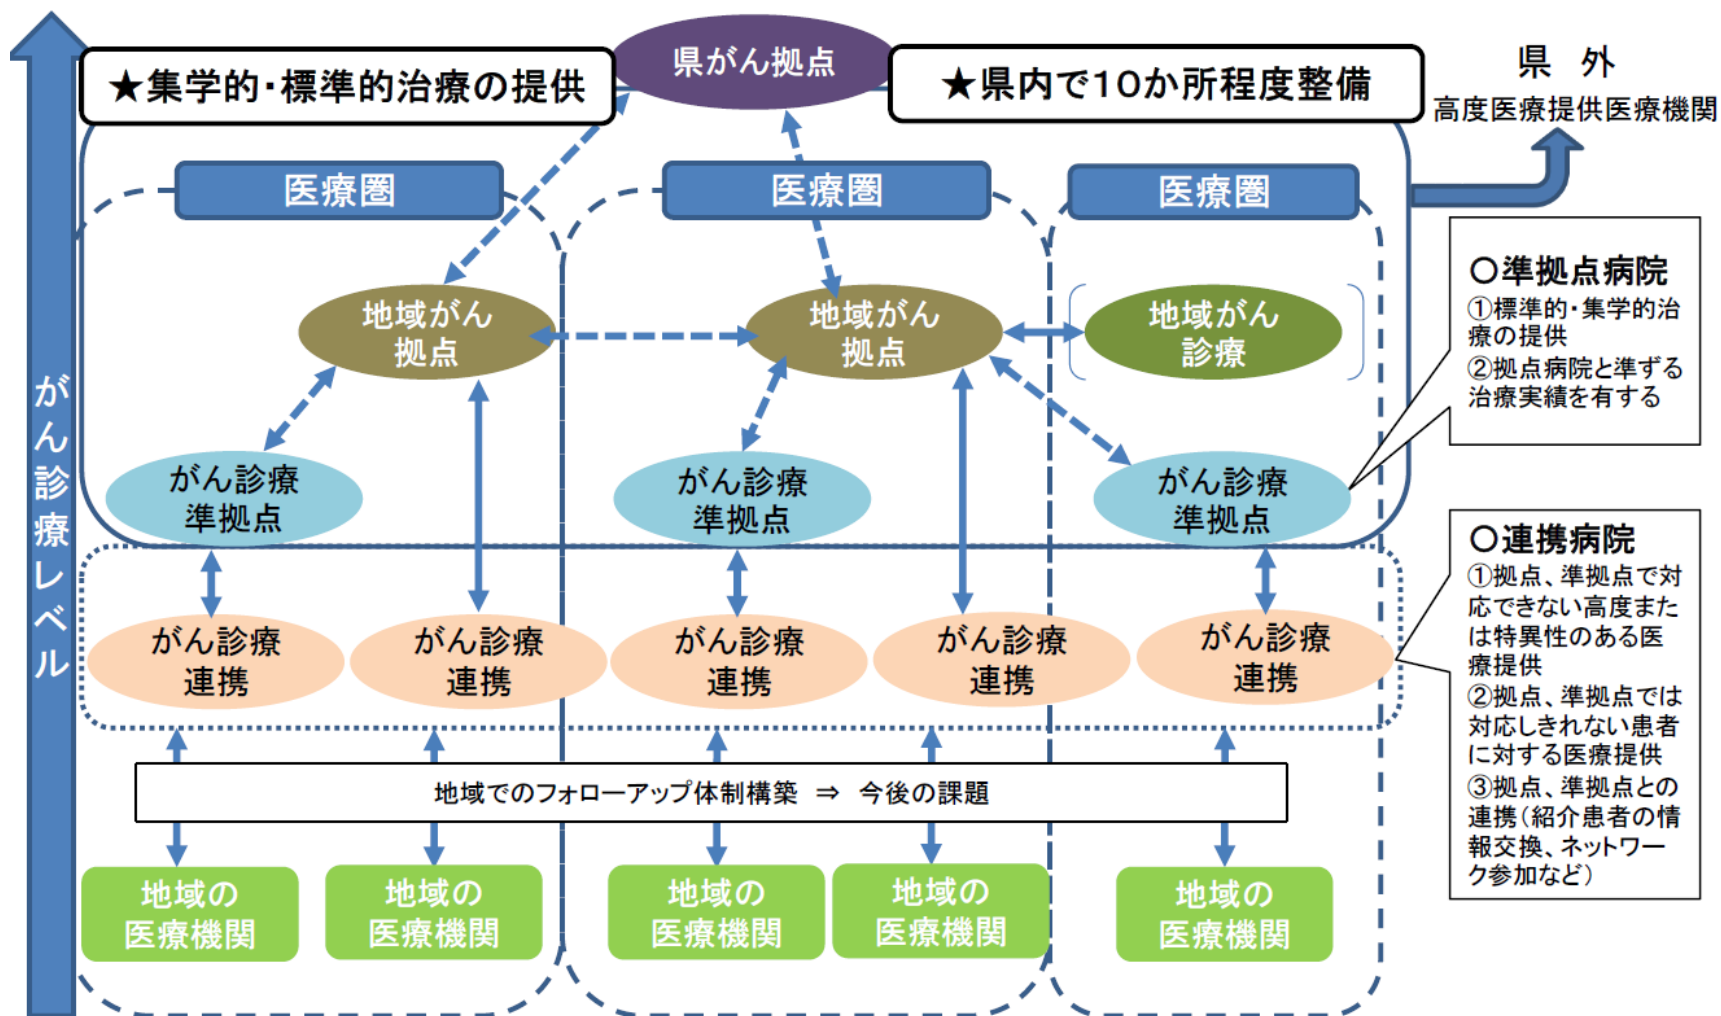 県がん拠点
★集学的・標準的治療の提供
★県内で10か所程度整備
県　外
高度医療提供医療機関
医療圏
医療圏
医療圏
がん診療レベル
地域がん
拠点
地域がん
拠点
地域がん
診療
〇準拠点病院
①標準的・集学的治
療の提供
②拠点病院と準ずる
治療実績を有する
がん診療
準拠点
がん診療
準拠点
がん診療
準拠点
〇連携病院
①拠点、準拠点で対
応できない高度また
は特異性のある医
療提供
②拠点、準拠点では
対応しきれない患者
に対する医療提供
③拠点、準拠点との
連携（紹介患者の情
報交換、ネットワー
ク参加など）
がん診療
連携
がん診療
連携
がん診療
連携
がん診療
連携
がん診療
連携
地域でのフォローアップ体制構築　⇒　今後の課題
地域の
医療機関
地域の
医療機関
地域の
医療機関
地域の
医療機関
地域の
医療機関